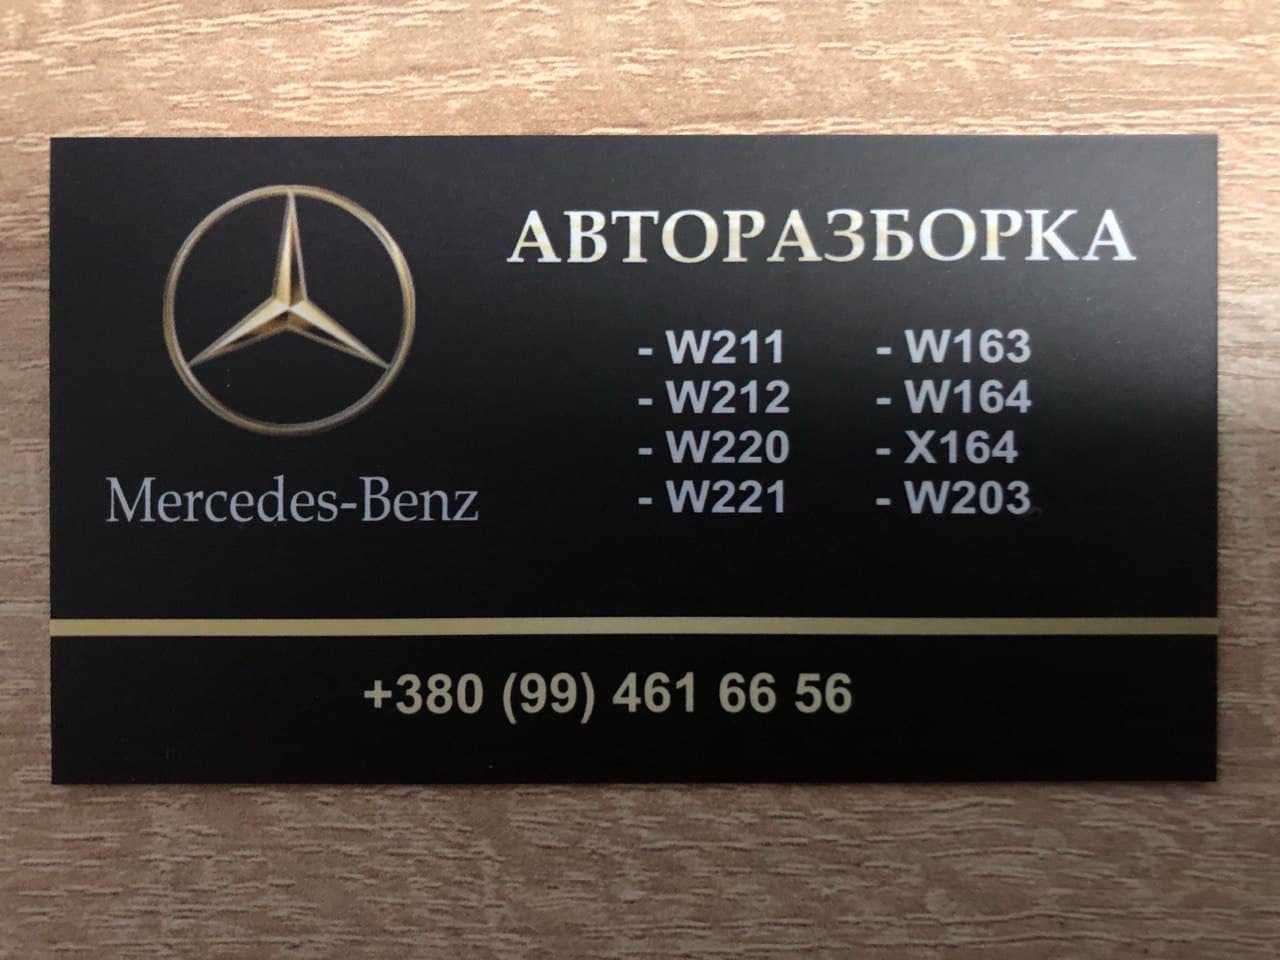 АВТОРАЗБОРКА
- W211
- W212
- W220
- W221
- W163
- W164
- X164
- W203
Mercedes-Benz
+380 (99) 461 66 56